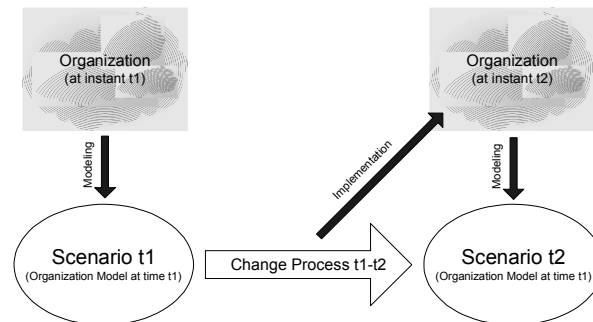 Organization
(at instant t1)
Organization
(at instant t2)
Modeling
Implementation
Modeling
Scenario t1
(Organization Model at time t1)
Change Process t1-t2
Scenario t2
(Organization Model at time t1)